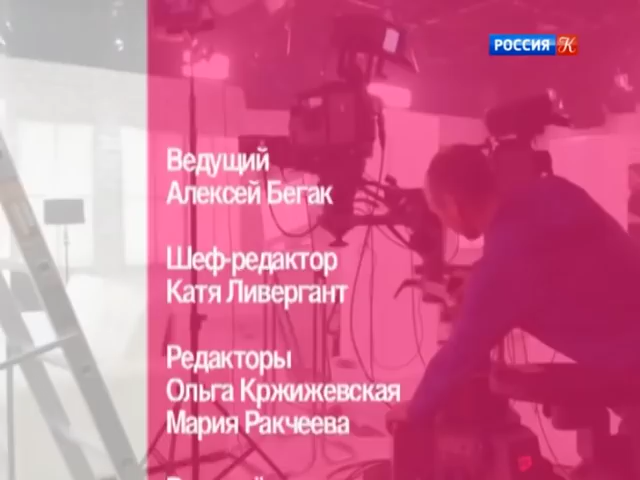 РОССИЯ К
Ведущий
Алексей Бегак
Шеф-редактор
Катя Ливергант
Редакторы
Ольга Кржижевская
Мария Ракчеева